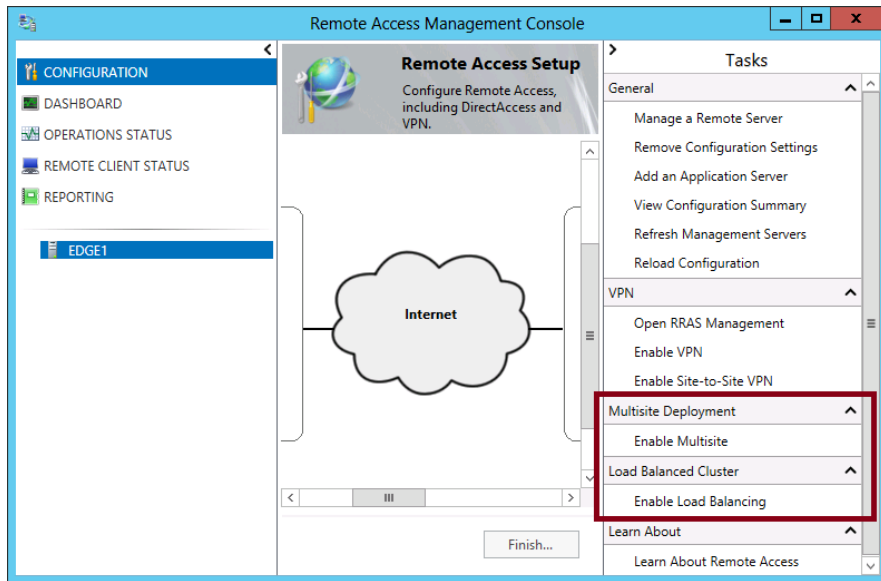 Remote Access Management Console
CONFIGURATION
DASHBOARD
OPERATIONS STATUS
REMOTE CLIENT STATUS
REPORTING
EDGE1
Remote Access Setup
Configure Remote Access,
including DirectAccess and
VPN.
Internet
Finish...
Tasks
General
Manage a Remote Server
Remove Configuration Settings
Add an Application Server
View Configuration Summary
Refresh Management Servers
Reload Configuration
VPN
Open RRAS Management
Enable VPN
Enable Site-to-Site VPN
Multisite Deployment
Enable Multisite
Load Balanced Cluster
Enable Load Balancing
Learn About
Learn About Remote Access